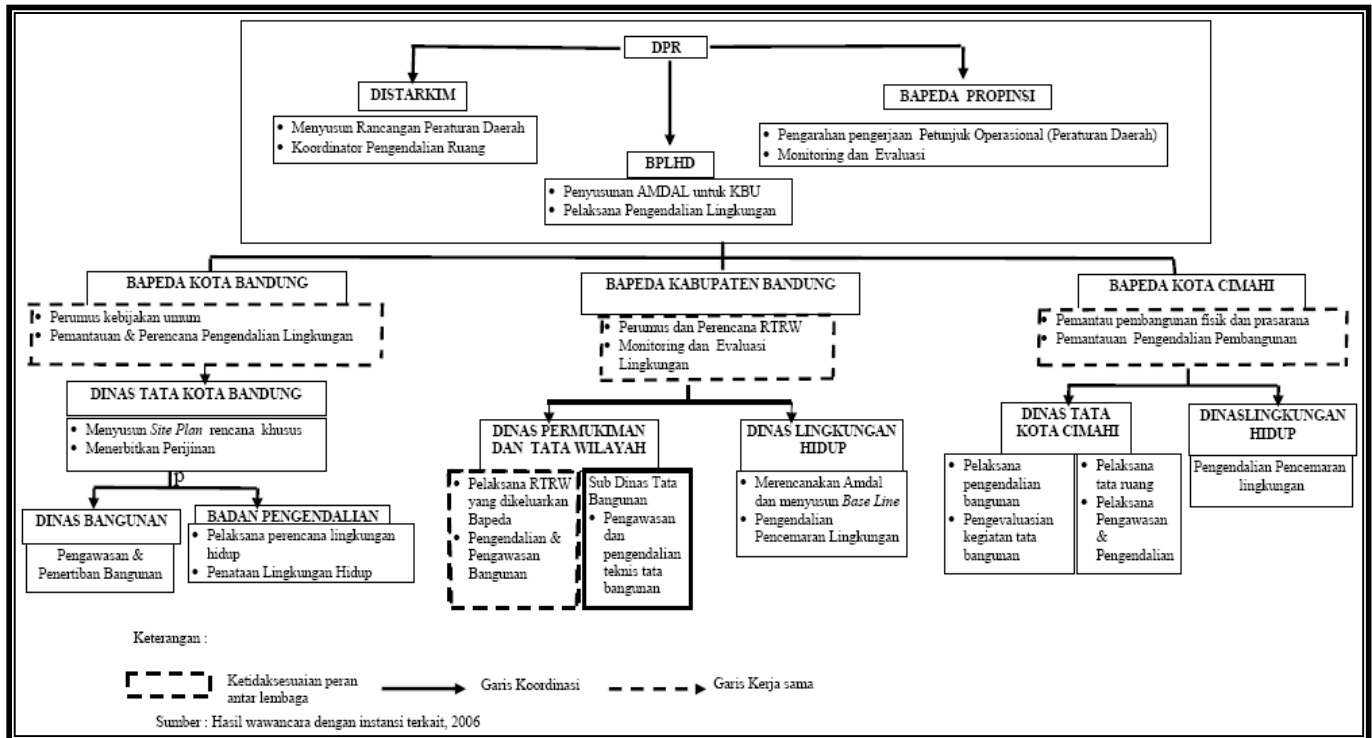 DPR
DISTARKIM
• Menyusun Rancangan Peraturan Daerah
• Koordinator Pengendalian Ruang
BAPEDA PROPINSI
• Pengarahan pengerjaan Petunjuk Operasional (Peraturan Daerah)
• Monitoring dan Evaluasi
BPLHD
• Penyusunan AMDAL untuk KBU
• Pelaksana Pengendalian Lingkungan
BAPEDA KOTA BANDUNG
• Perumus kebijakan umum
• Pemantauan & Perencana Pengendalian Lingkungan
DINAS TATA KOTA BANDUNG
• Menyusun Site Plan rencana khusus
• Menerbitkan Perijinan
p
DINAS BANGUNAN
Pengawasan &
Penertiban Bangunan
BADAN PENGENDALIAN
• Pelaksana perencana lingkungan
hidup
• Penataan Lingkungan Hidup
BAPEDA KABUPATEN BANDUNG
• Perumus dan Perencana RTRW
• Monitoring dan Evaluasi
Lingkungan
DINAS PERMUKIMAN
DAN TATA WILAYAH
• Pelaksana RTRW
yang dikeluarkan
Bapeda
• Pengendalian &
Pengawasan
Bangunan
Sub Dinas Tata
Bangunan
• Pengawasan
dan
pengendalian
teknis tata
bangunan
DINAS LINGKUNGAN
HIDUP
• Merencanakan Amdal
dan menyusun Base Line
• Pengendalian
Pencemaran Lingkungan
BAPEDA KOTA CIMAHI
• Pemantau pembangunan fisik dan prasarana
• Pemantauan Pengendalian Pembangunan
DINAS TATA
KOTA CIMAHI
• Pelaksana
pengendalian
bangunan
• Pengevaluasian
kegiatan tata
bangunan
• Pelaksana
tata ruang
• Pelaksana
Pengawasan
&
Pengendalian
DINASLINGKUNGAN
HIDUP
Pengendalian Pencemaran
lingkungan
Keterangan :
Ketidaksesuaian peran
antar lembaga
Garis Koordinasi
Garis Kerja sama
Sumber : Hasil wawancara dengan instansi terkait, 2006